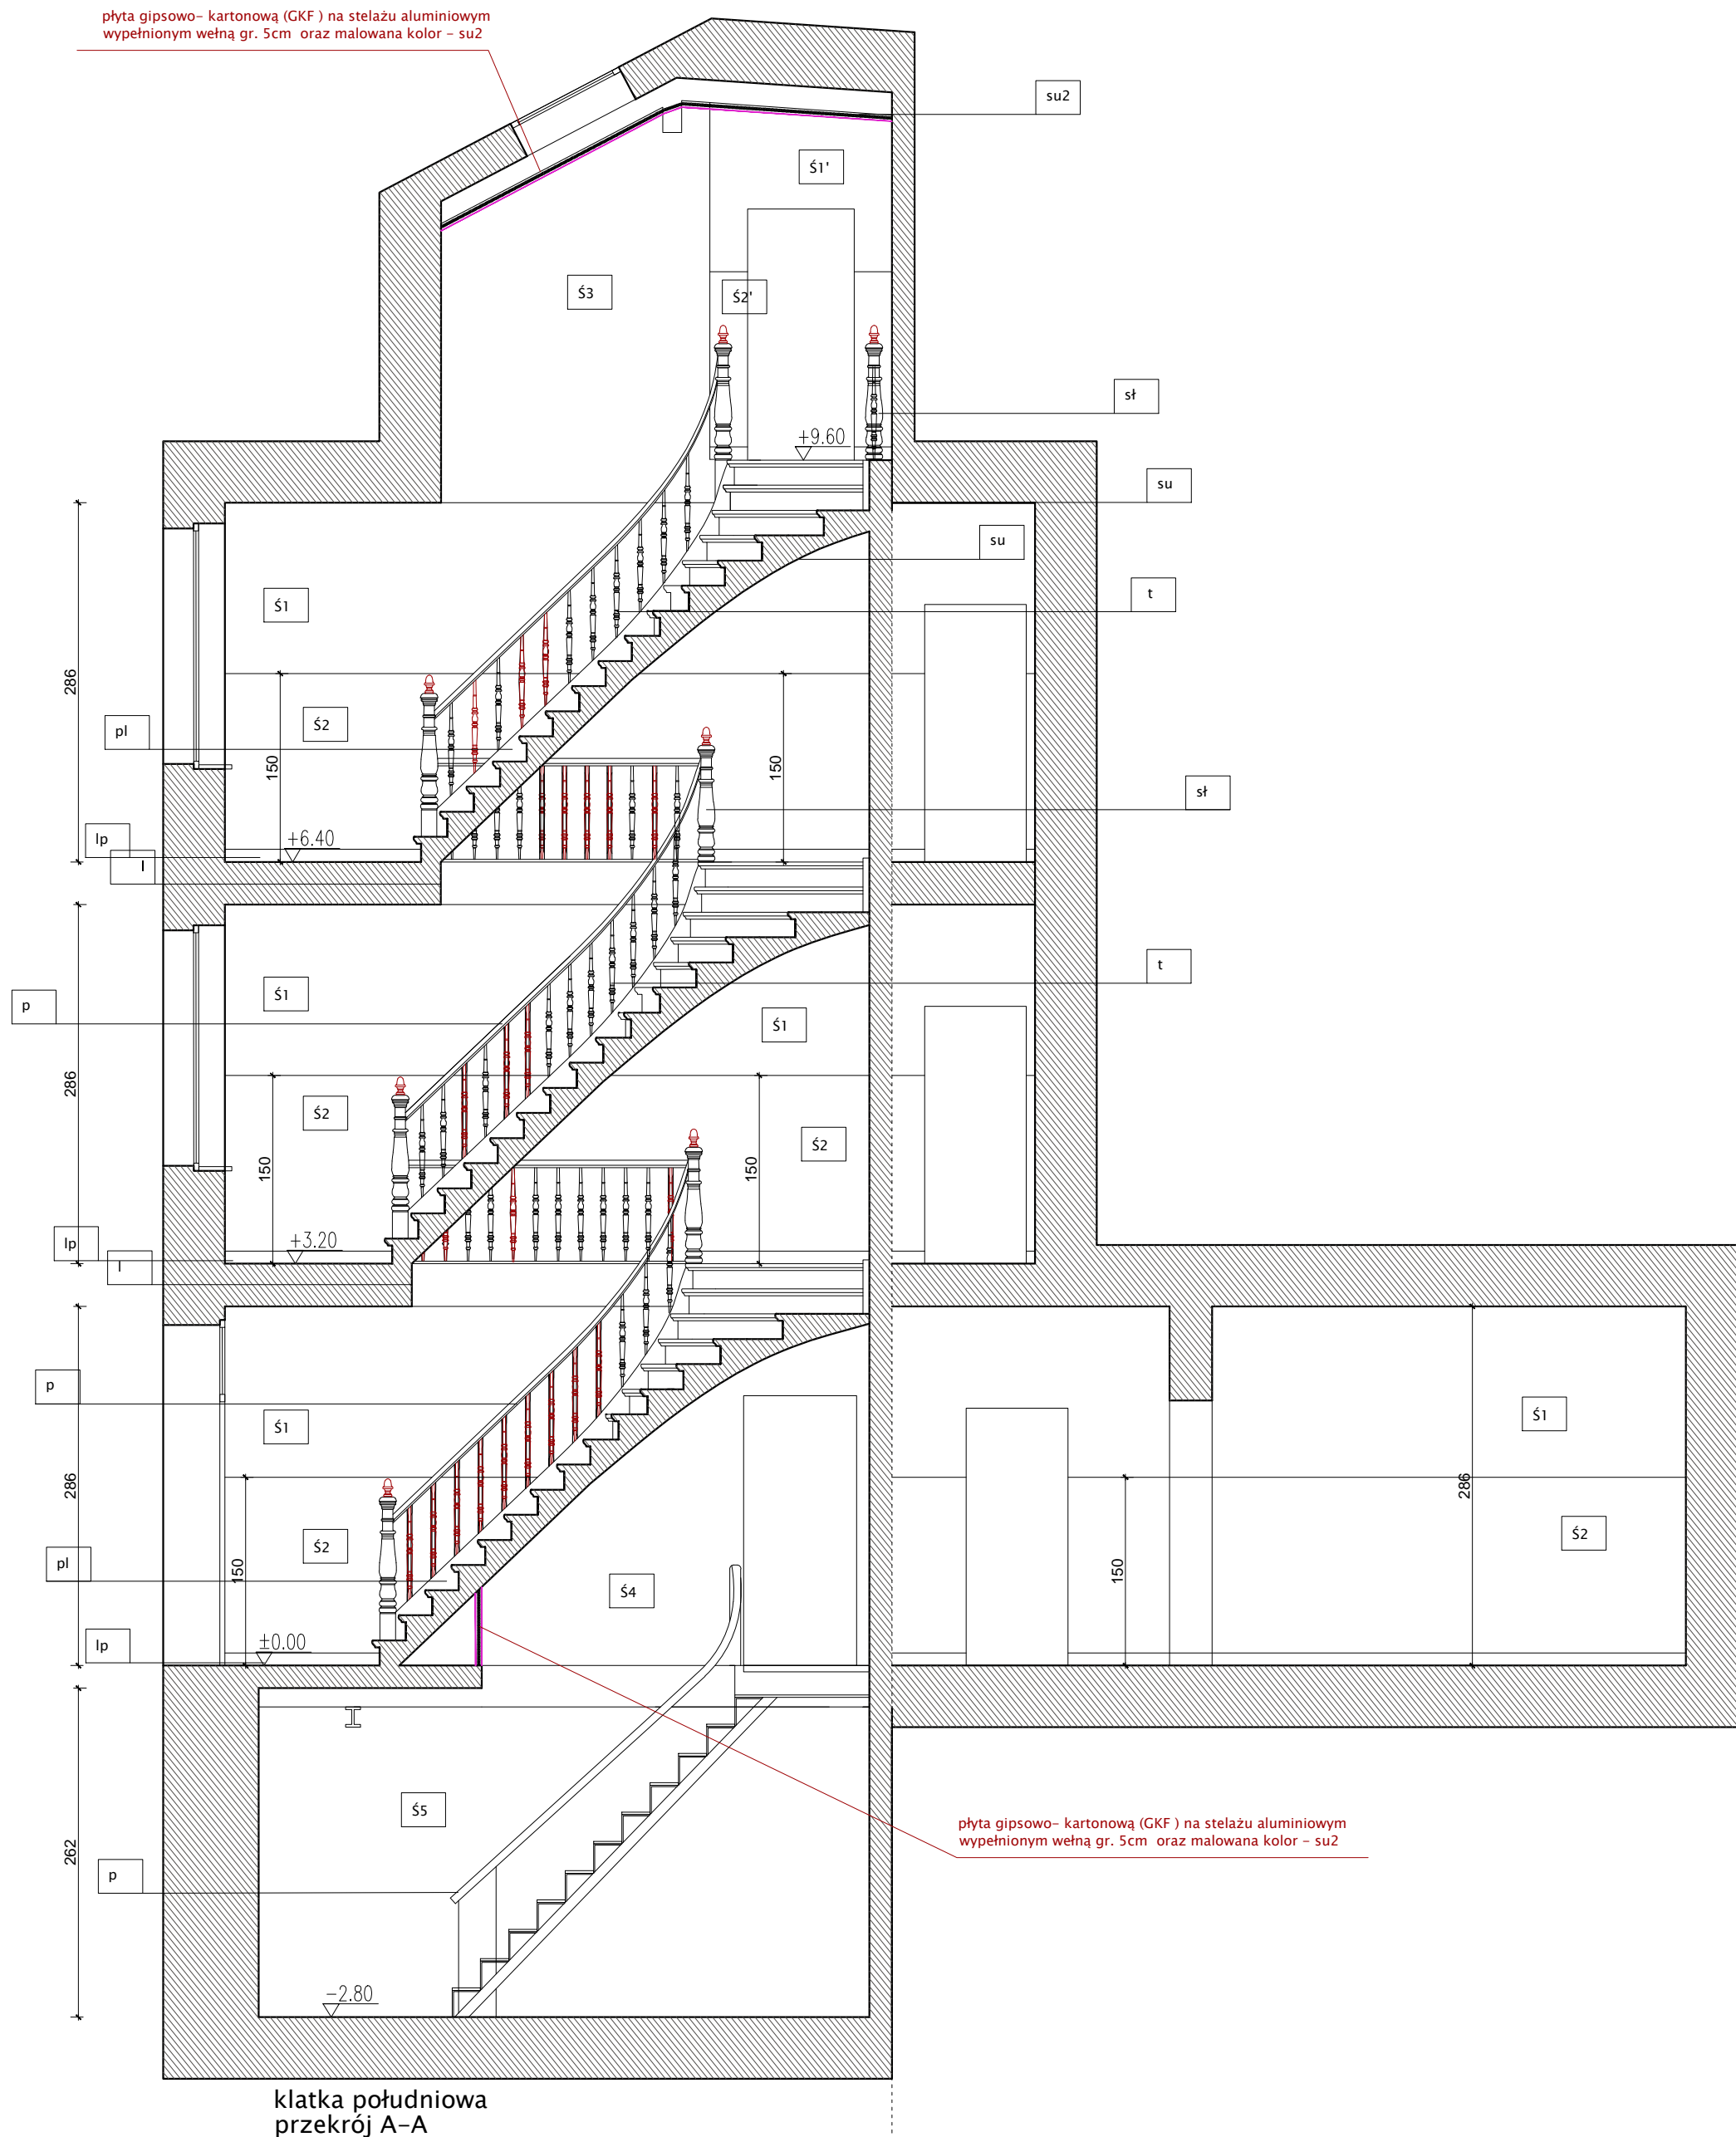 płyta gipsowo- kartonową (GKF ) na stelażu aluminiowym
wypełnionym wełną gr. 5cm oraz malowana kolor - su2
su2
Ś1'
Ś3
Ś2'
sł
+9.60
su
su
Ś1
t
286
Ś2
pl
150
150
sł
+6.40
lp
l
t
Ś1
p
Ś1
286
Ś2
Ś2
150
150
+3.20
lp
l
p
Ś1
Ś1
286
286
Ś2
Ś2
pl
150
Ś4
150
±0.00
lp
Ś5
262
płyta gipsowo- kartonową (GKF ) na stelażu aluminiowym
wypełnionym wełną gr. 5cm oraz malowana kolor - su2
p
-2.80
klatka południowa
przekrój A-A